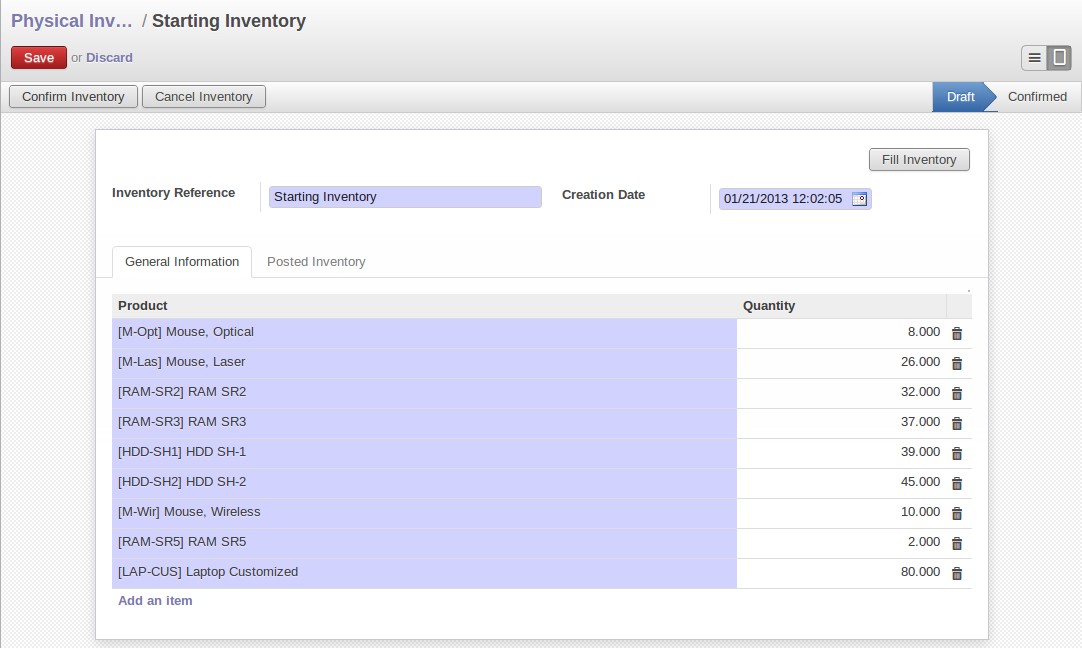 Physical Inv... / Starting Inventory
Save or Discard
Confirm Inventory Cancel Inventory Draft Confirmed
Fill Inventory
Inventory Reference Starting Inventory Creation Date 01/21/2013 12:02:05
General Information Posted Inventory
Product Quantity
[M-Opt] Mouse, Optical 8.000
[M-Las] Mouse, Laser 26.000
[RAM-SR2] RAM SR2 32.000
[RAM-SR3] RAM SR3 37.000
[HDD-SH1] HDD SH-1 39.000
[HDD-SH2] HDD SH-2 45.000
[M-Wir] Mouse, Wireless 10.000
[RAM-SR5] RAM SR5 2.000
[LAP-CUS] Laptop Customized 80.000
Add an item